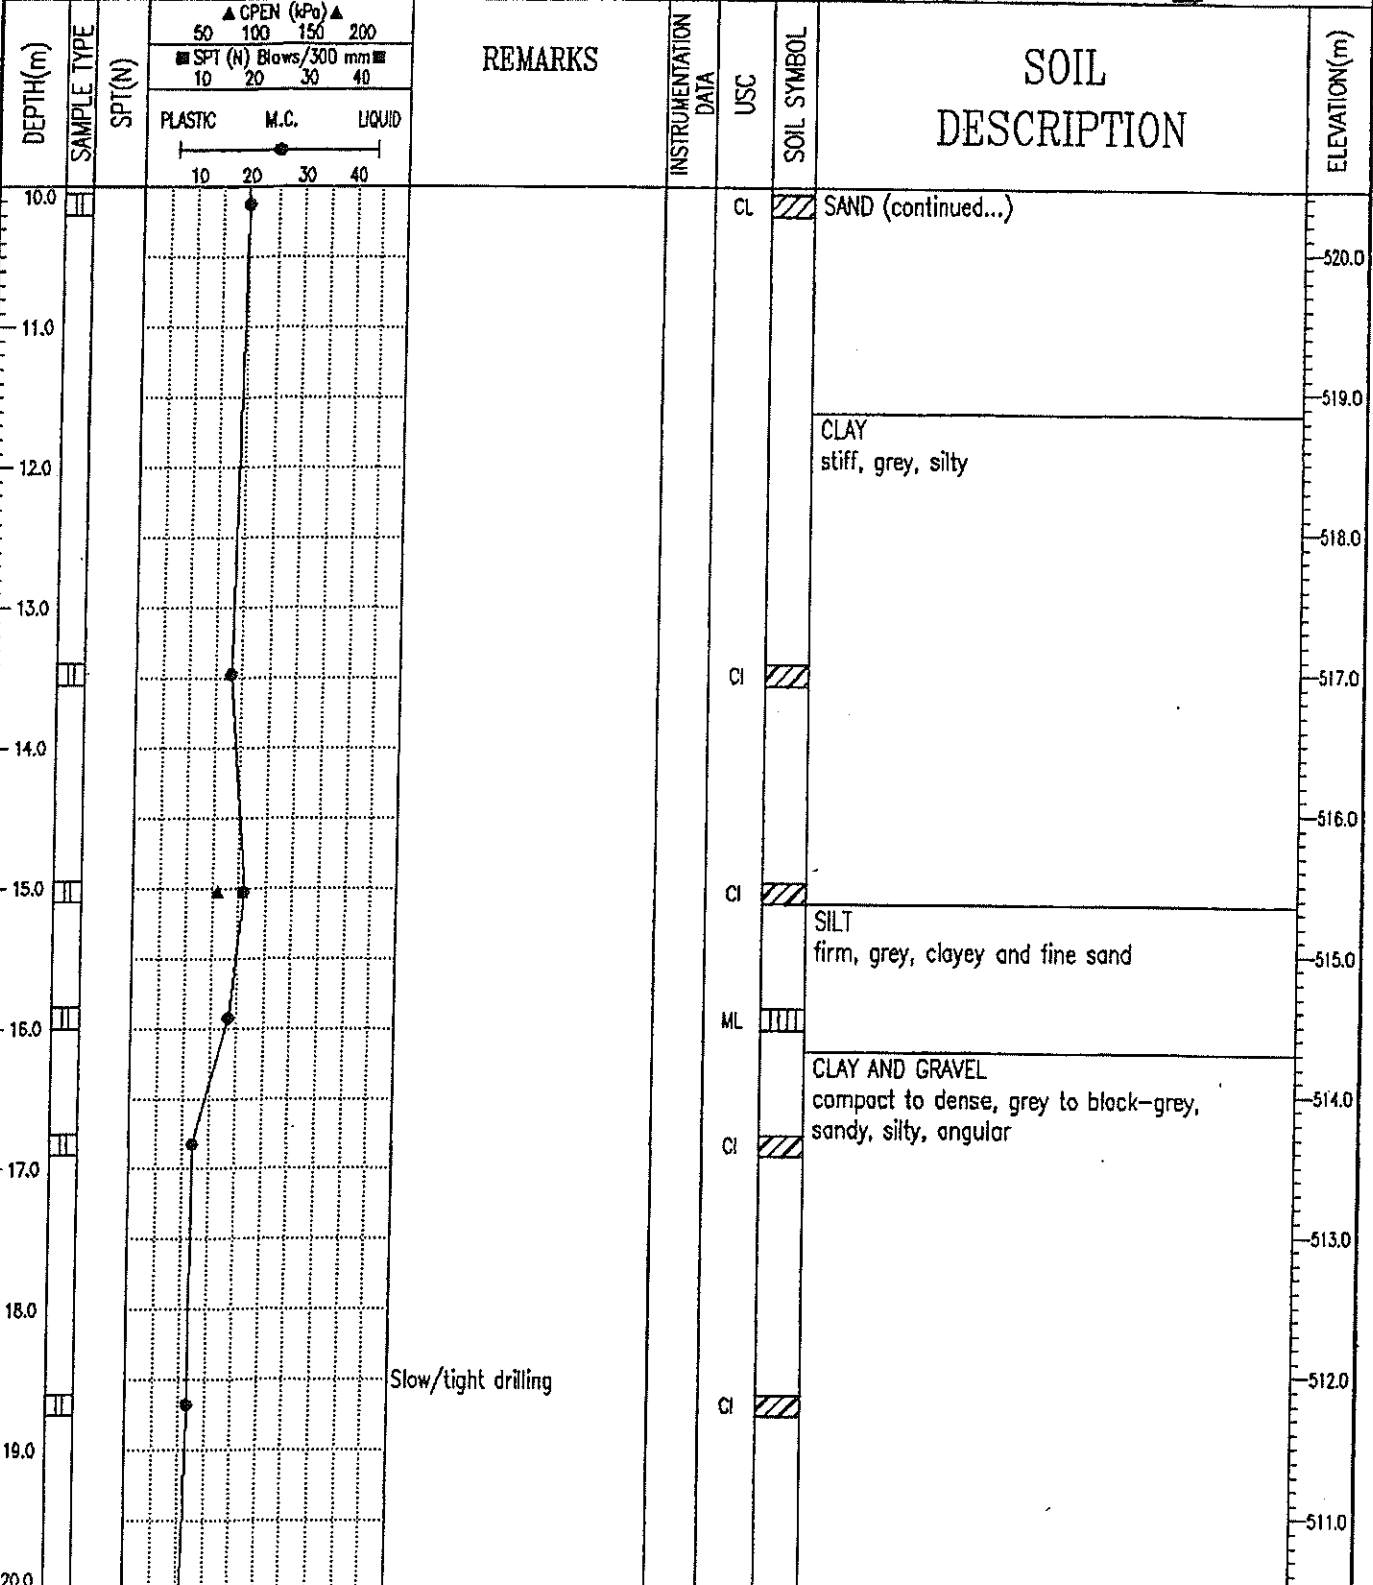 DEPTH(m)
SAMPLE TYPE
SPT(N)
▲ CPEN (kPa) ▲
50 100 150 200
■ SPT (N) Blows/300 mm ■
10 20 30 40
PLASTIC M.C. LIQUID
10 20 30 40
REMARKS
INSTRUMENTATION
DATA
USC
SOIL SYMBOL
SOIL
DESCRIPTION
ELEVATION(m)
10.0
CL
SAND (continued...)
520.0
11.0
519.0
CLAY
stiff, grey, silty
12.0
518.0
13.0
CI
517.0
14.0
516.0
15.0
CI
SILT
firm, grey, clayey and fine sand
515.0
16.0
ML
CLAY AND GRAVEL
compact to dense, grey to black-grey,
sandy, silty, angular
514.0
CI
17.0
513.0
18.0
Slow/tight drilling
512.0
CI
19.0
511.0
20.0